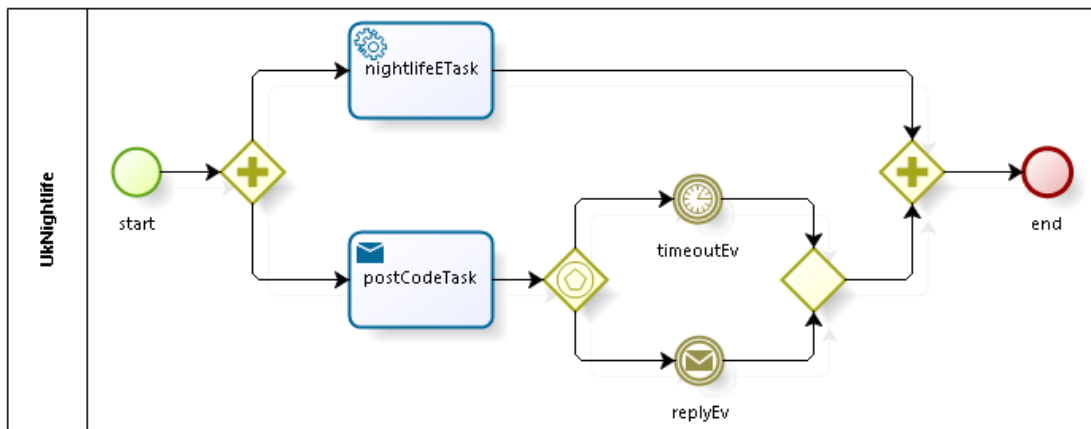 UkNightlife
nightlifeETask
start
postCodeTask
timeoutEv
replyEv
end